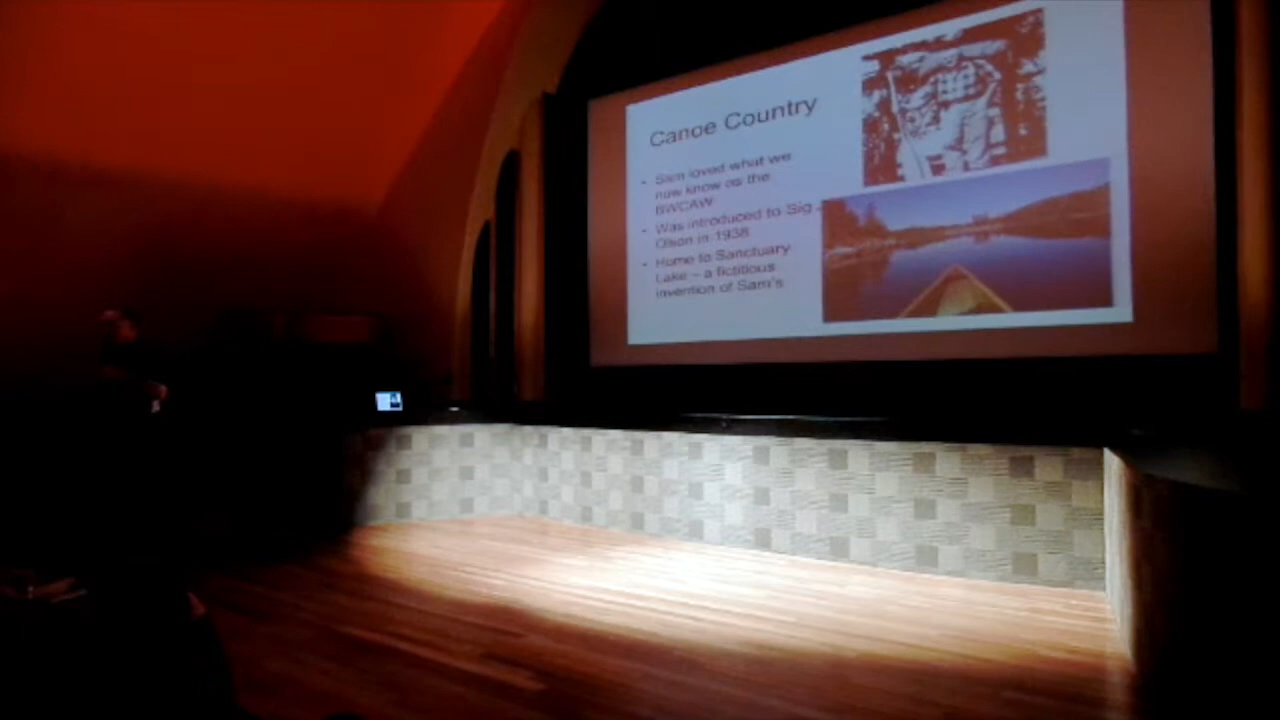 Canoe Country
- Sam loved what we
now know as the
BWCAW
- Was introduced to Sig
Olson in 1938
- Home to Sanctuary
Lake – a fictitious
invention of Sam's